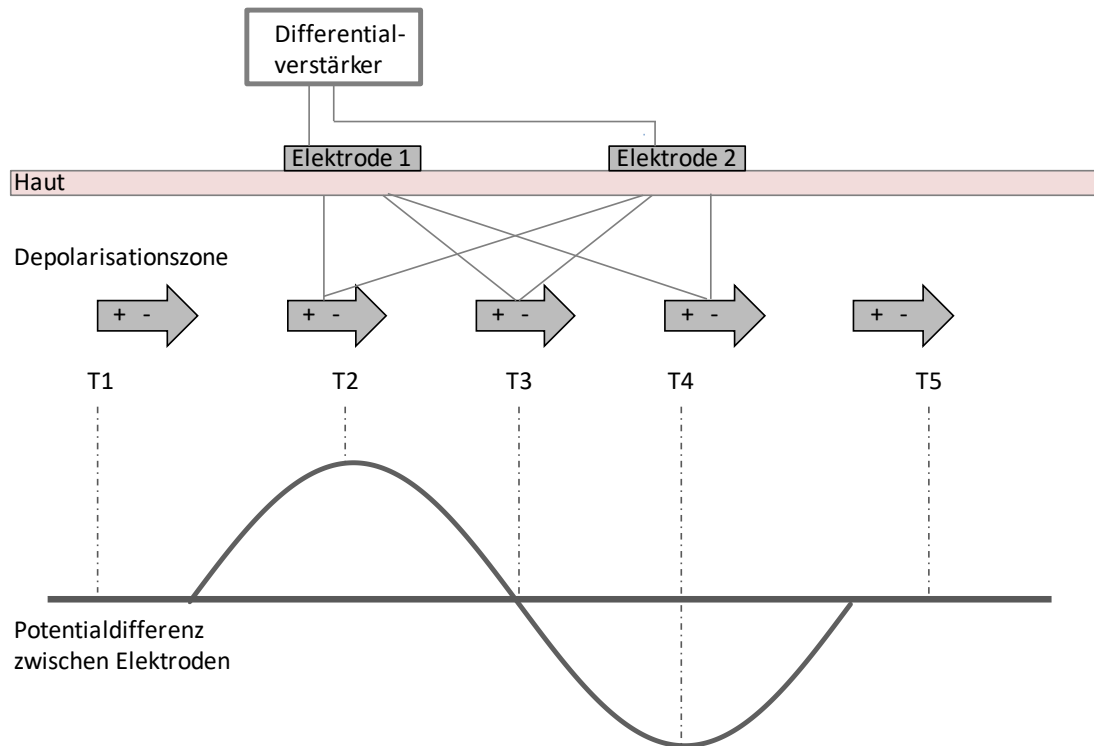 Differential-
verstärker
Elektrode 1
Elektrode 2
Haut
Depolarisationszone
+ -
+ -
+ -
+ -
+ -
T1
T2
T3
T4
T5
Potentialdifferenz
zwischen Elektroden